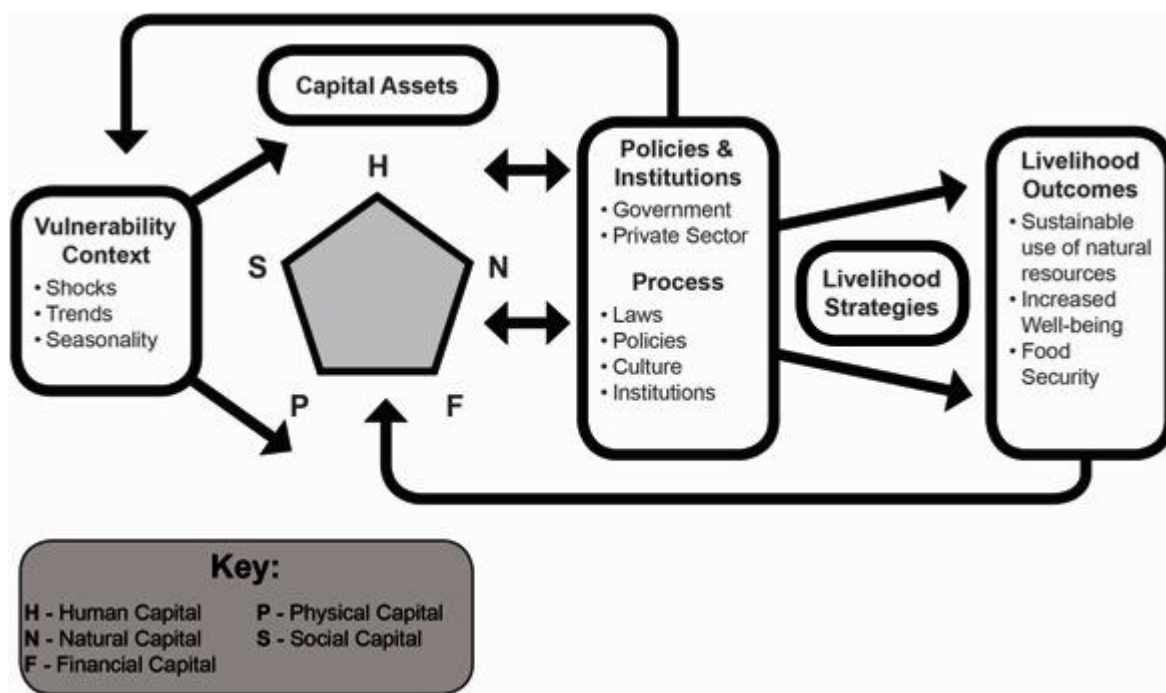 Capital Assets
H
S
N
P
F
Vulnerability
Context
• Shocks
• Trends
• Seasonality
Policies &
Institutions
• Government
• Private Sector
Process
• Laws
• Policies
• Culture
• Institutions
Livelihood
Strategies
Livelihood
Outcomes
• Sustainable
use of natural
resources
• Increased
Well-being
• Food
Security
Key:
H - Human Capital
N - Natural Capital
F - Financial Capital
P - Physical Capital
S - Social Capital